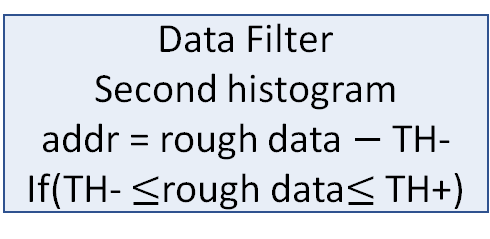 Data Filter
Second histogram
addr = rough data − TH-
If(TH- ≤rough data≤ TH+)